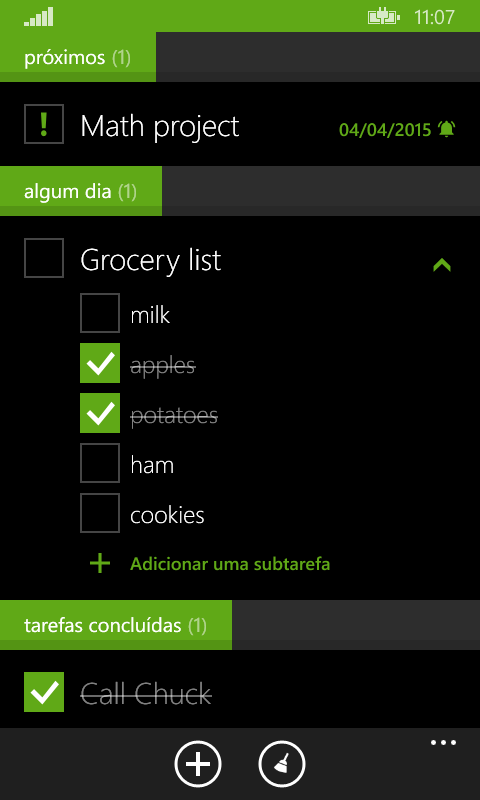 11:07
próximos (1)
! Math project 04/04/2015
algum dia (1)
Grocery list
milk
apples
potatoes
ham
cookies
Adicionar uma subtarefa
tarefas concluídas (1)
Call Chuck